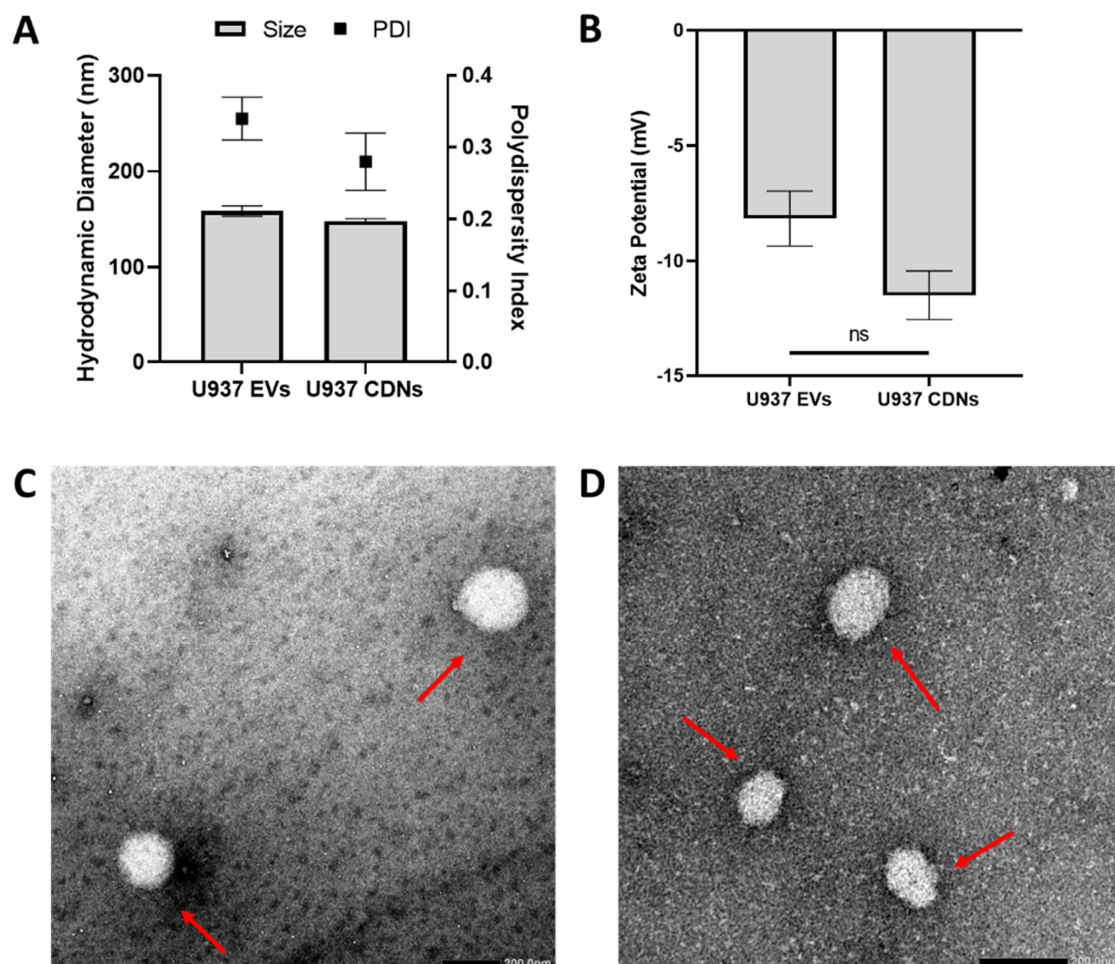 A
Size PDI
Hydrodynamic Diameter (nm)
300
200
100
0
0.4
0.3
0.2
0.1
0.0
Polydispersity Index
U937 EVs U937 CDNs
B
Zeta Potential (mV)
0
-5
-10
-15
ns
U937 EVs U937 CDNs
C
200.0nm
D
200.0nm